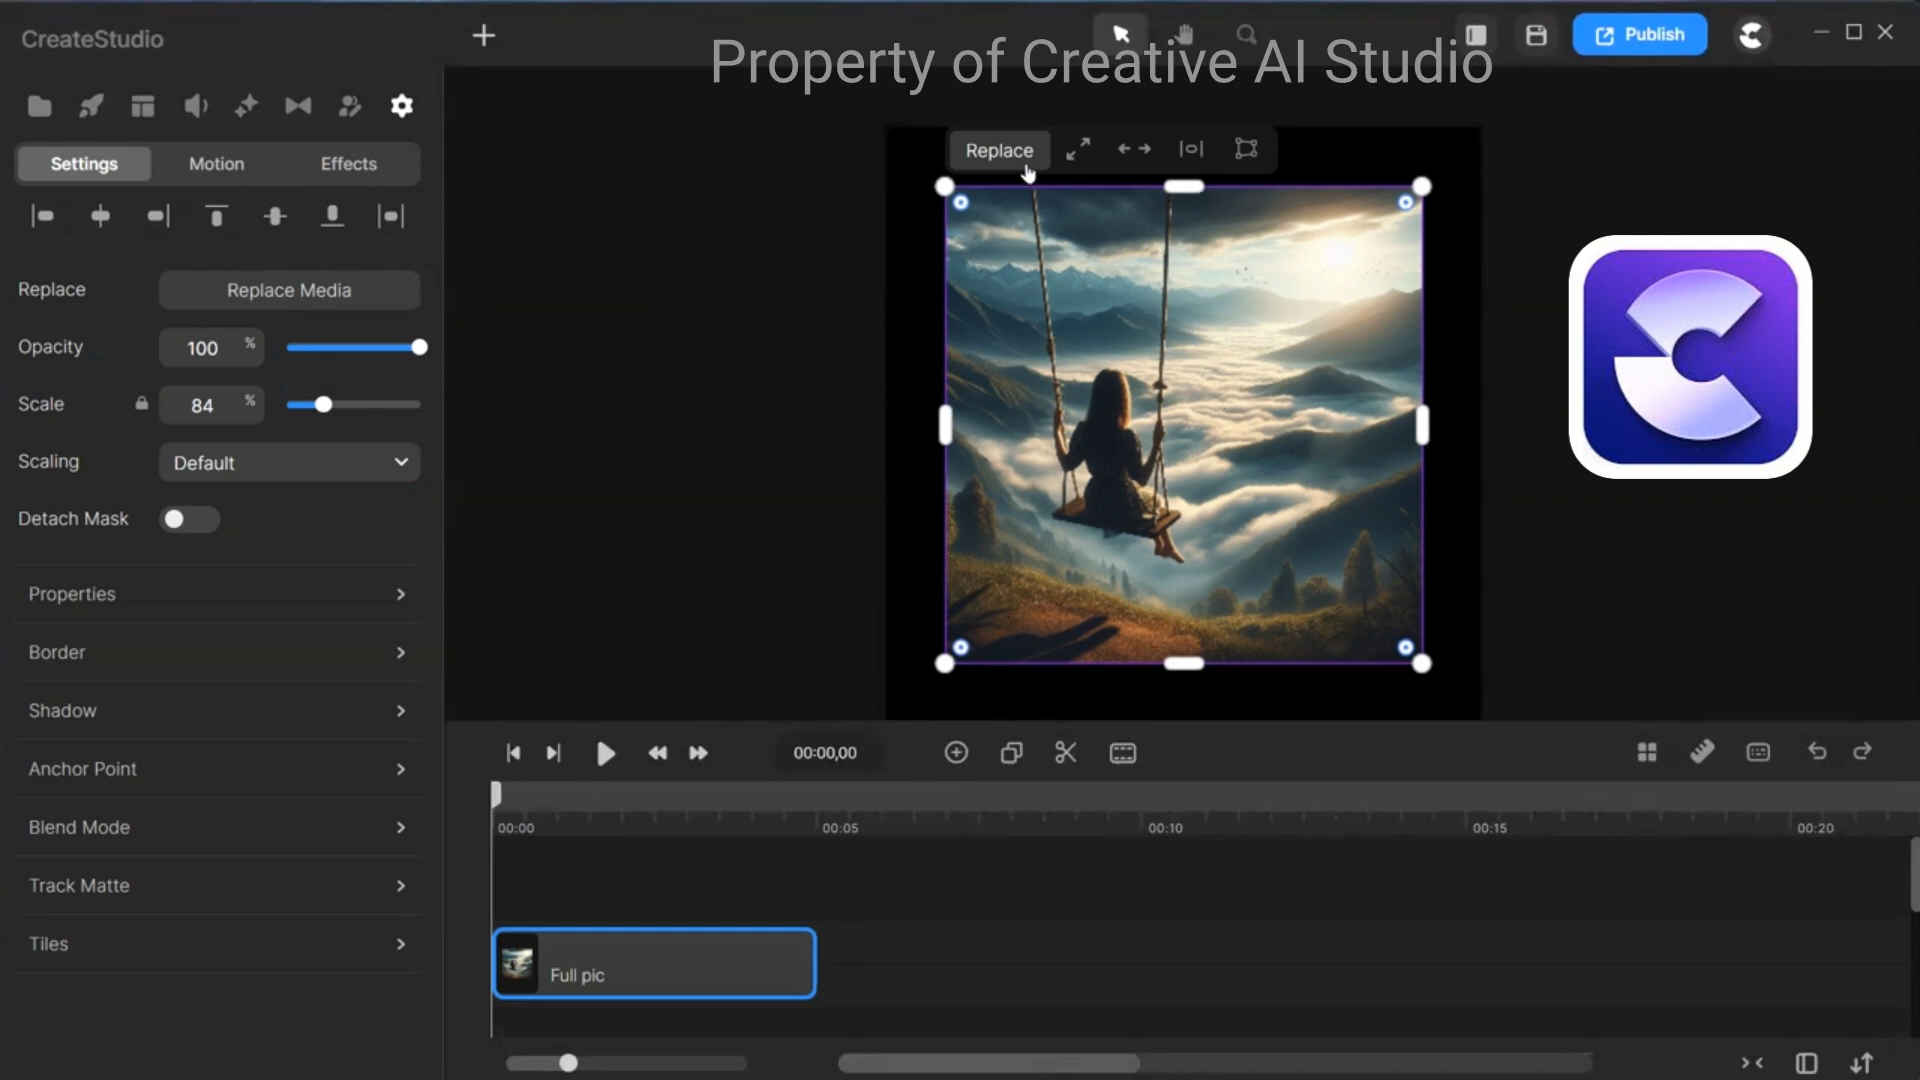 CreateStudio
Publish
Property of Creative AI Studio
Settings
Motion
Effects
Replace
Replace
Replace Media
Opacity
100 %
Scale
84 %
Scaling
Default
Detach Mask
Properties
Border
Shadow
Anchor Point
Blend Mode
Track Matte
Tiles
00:00,00
00:00
00:05
00:10
00:15
00:20
Full pic